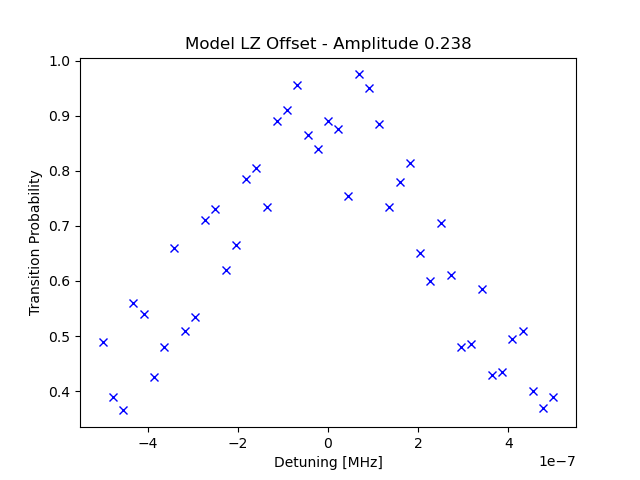 Model LZ Offset - Amplitude 0.238
1.0
0.9
0.8
0.7
0.6
0.5
0.4
Transition Probability
−4 −2 0 2 4
1e−7
Detuning [MHz]